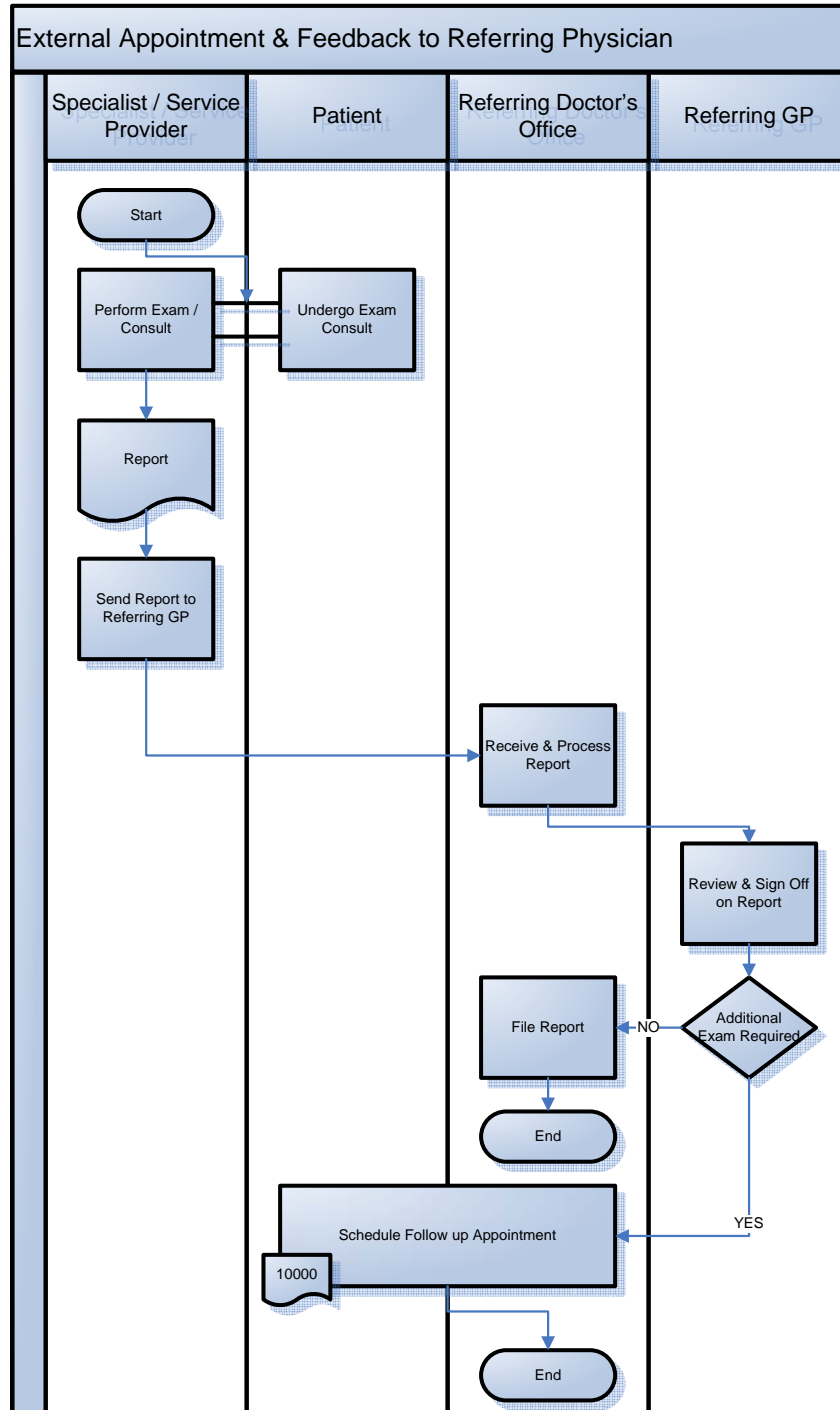 External Appointment & Feedback to Referring Physician
Specialist / Service
Provider
Patient
Referring Doctor's
Office
Referring GP
Start
Perform Exam /
Consult
Undergo Exam
Consult
Report
Send Report to
Referring GP
Receive & Process
Report
Review & Sign Off
on Report
Additional
Exam Required
NO
File Report
End
YES
Schedule Follow up Appointment
10000
End